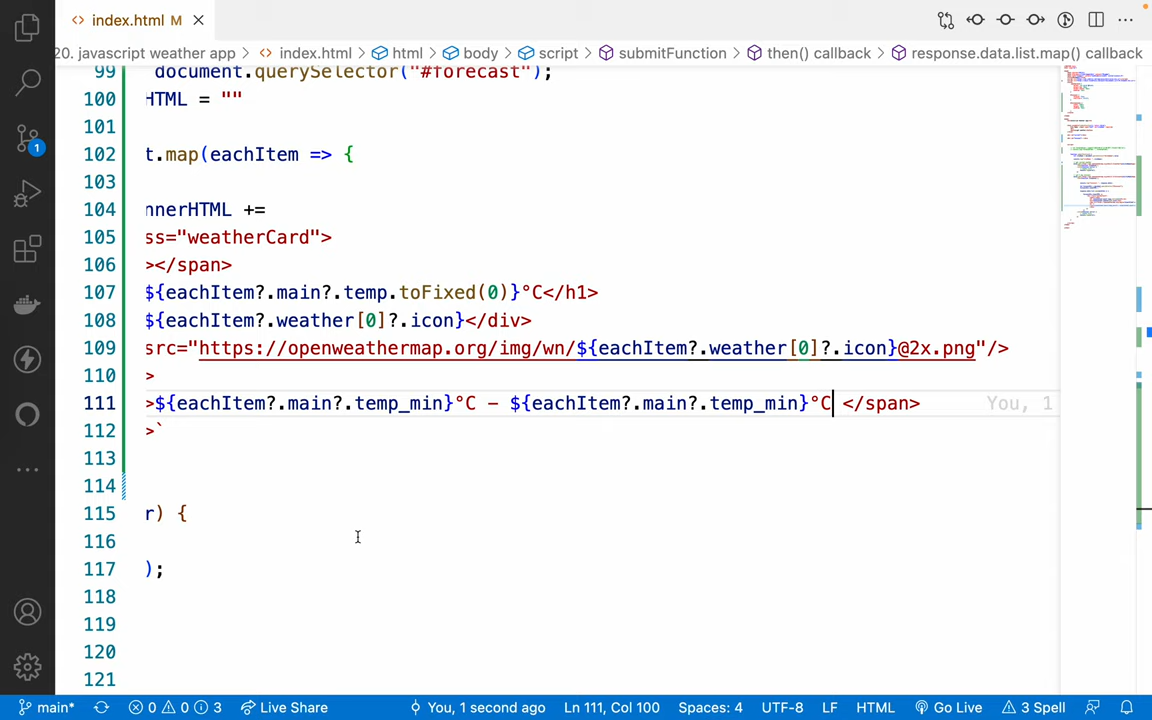 index.html M
20. javascript weather app > index.html > html > body > script > submitFunction > then() callback > response.data.list.map() callback
99 document.querySelector("#forecast");
100 HTML = ""
101
102 t.map(eachItem => {
103
104 nnerHTML +=
105 ss="weatherCard">
106 ></span>
107 ${eachItem?.main?.temp.toFixed(0)}°C</h1>
108 ${eachItem?.weather[0]?.icon}</div>
109 src="https://openweathermap.org/img/wn/${eachItem?.weather[0]?.icon}@2x.png"/>
110 >
111 >${eachItem?.main?.temp_min}°C - ${eachItem?.main?.temp_min}°C </span> You, 1
112 >`
113
114
115 r) {
116
117 );
118
119
120
121
1
main* 0 0 3 Live Share You, 1 second ago Ln 111, Col 100 Spaces: 4 UTF-8 LF HTML Go Live 3 Spell